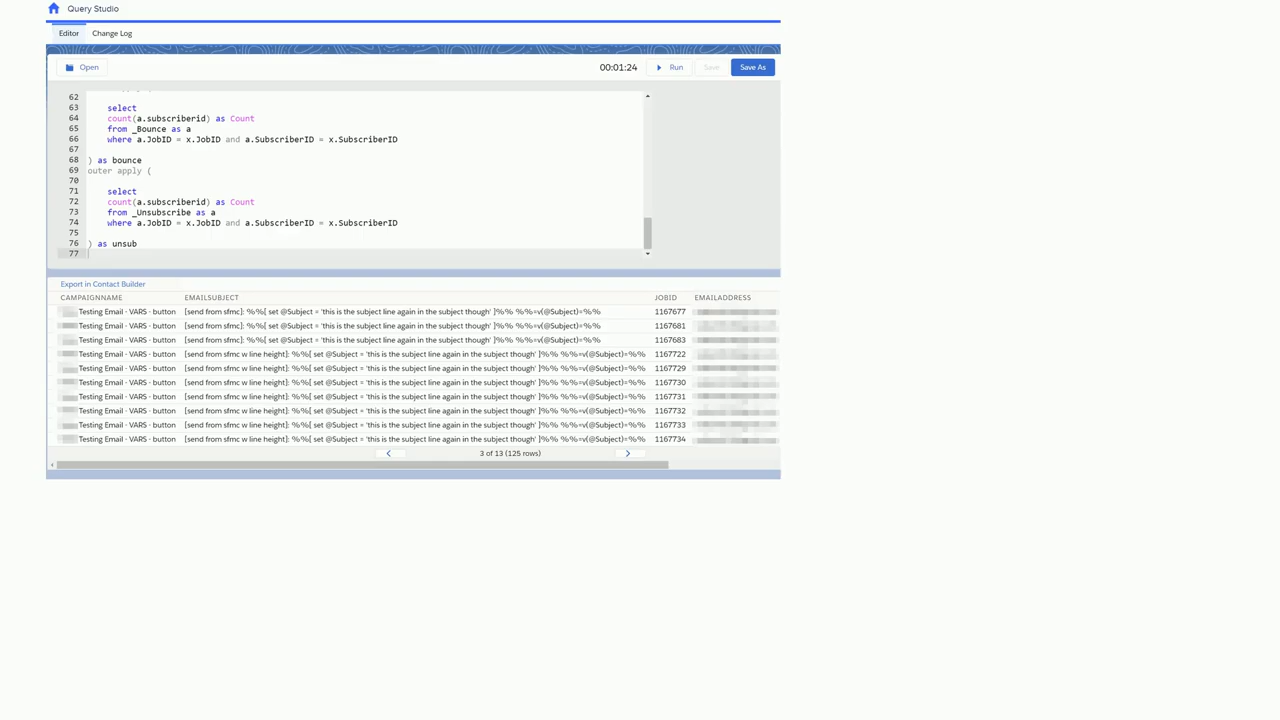 Query Studio
Editor Change Log
Open 00:01:24 Run Save Save As
62
63 select
64 count(a.subscriberid) as Count
65 from _Bounce as a
66 where a.JobID = x.JobID and a.SubscriberID = x.SubscriberID
67
68 ) as bounce
69 outer apply (
70
71 select
72 count(a.subscriberid) as Count
73 from _Unsubscribe as a
74 where a.JobID = x.JobID and a.SubscriberID = x.SubscriberID
75
76 ) as unsub
77
Export in Contact Builder
CAMPAIGNNAME EMAILSUBJECT JOBID EMAILADDRESS
Testing Email - VARS - button [send from sfmc]: %%[ set @Subject = 'this is the subject line again in the subject though' ]%% %%=v(@Subject)=%% 1167677
Testing Email - VARS - button [send from sfmc]: %%[ set @Subject = 'this is the subject line again in the subject though' ]%% %%=v(@Subject)=%% 1167681
Testing Email - VARS - button [send from sfmc]: %%[ set @Subject = 'this is the subject line again in the subject though' ]%% %%=v(@Subject)=%% 1167683
Testing Email - VARS - button [send from sfmc w line height]: %%[ set @Subject = 'this is the subject line again in the subject though' ]%% %%=v(@Subject)=%% 1167722
Testing Email - VARS - button [send from sfmc w line height]: %%[ set @Subject = 'this is the subject line again in the subject though' ]%% %%=v(@Subject)=%% 1167729
Testing Email - VARS - button [send from sfmc w line height]: %%[ set @Subject = 'this is the subject line again in the subject though' ]%% %%=v(@Subject)=%% 1167730
Testing Email - VARS - button [send from sfmc w line height]: %%[ set @Subject = 'this is the subject line again in the subject though' ]%% %%=v(@Subject)=%% 1167731
Testing Email - VARS - button [send from sfmc w line height]: %%[ set @Subject = 'this is the subject line again in the subject though' ]%% %%=v(@Subject)=%% 1167732
Testing Email - VARS - button [send from sfmc w line height]: %%[ set @Subject = 'this is the subject line again in the subject though' ]%% %%=v(@Subject)=%% 1167733
Testing Email - VARS - button [send from sfmc w line height]: %%[ set @Subject = 'this is the subject line again in the subject though' ]%% %%=v(@Subject)=%% 1167734
3 of 13 (125 rows)